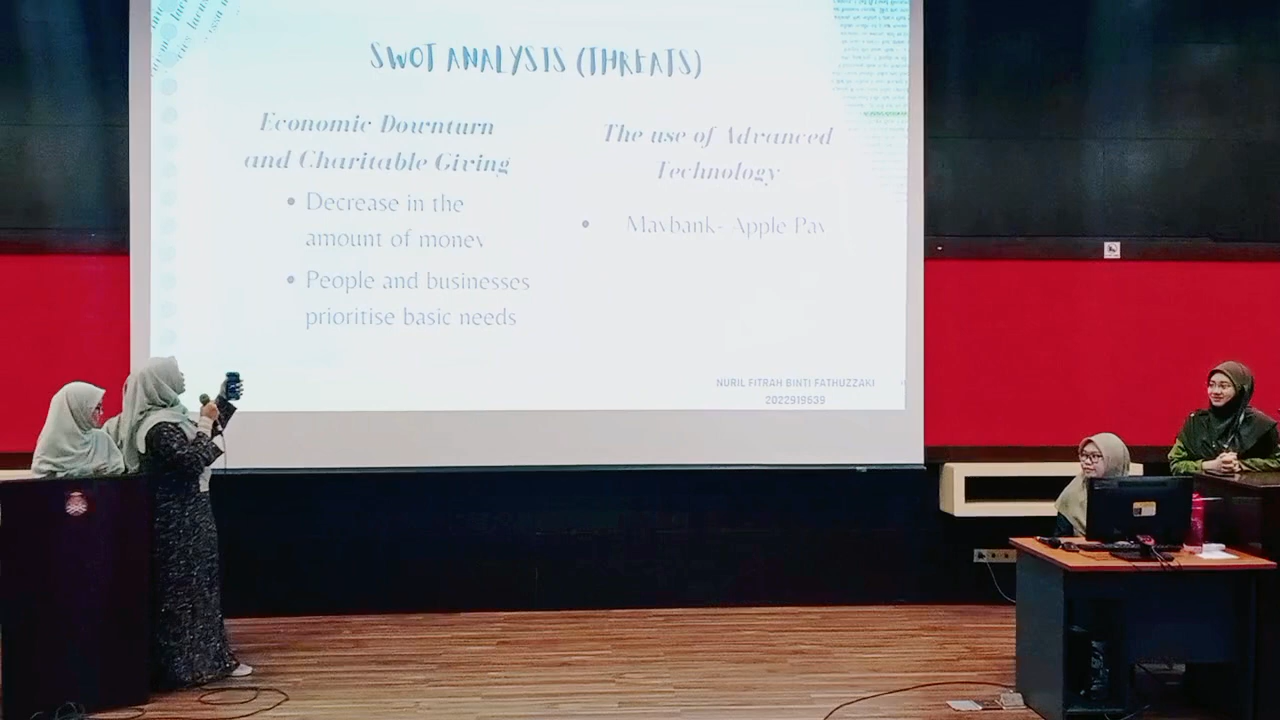 SWOT ANALYSIS (THREATS)
Economic Downturn
and Charitable Giving
• Decrease in the
amount of money
• People and businesses
prioritise basic needs
The use of Advanced
Technology
• Maybank- Apple Pay
NURIL FITRAH BINTI FATHUZZAKI
2022919639